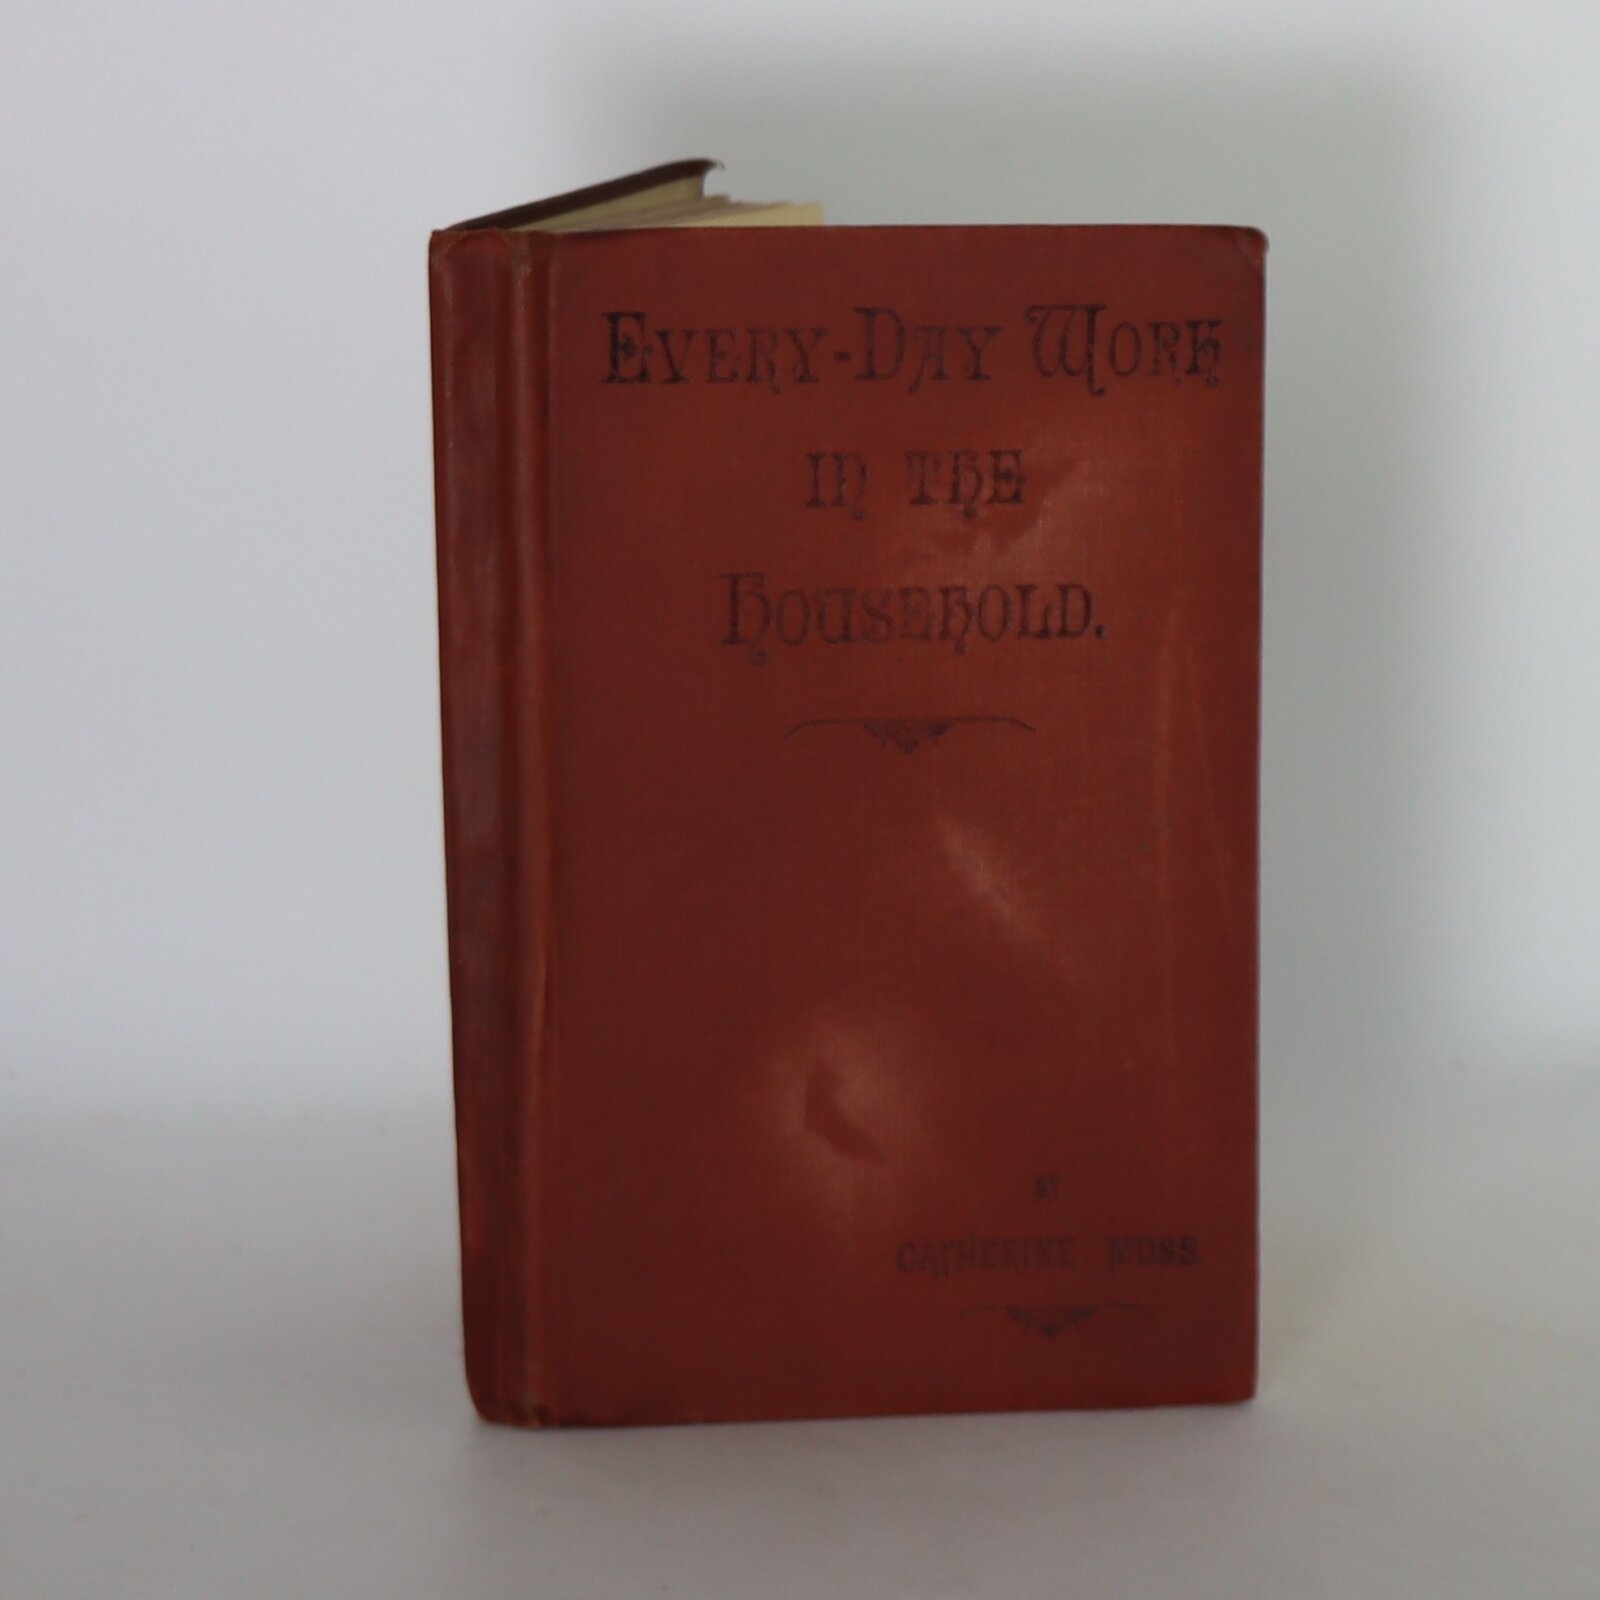 EVERY-DAY WORK
IN THE
HOUSEHOLD.
BY
CATHERINE MOSS